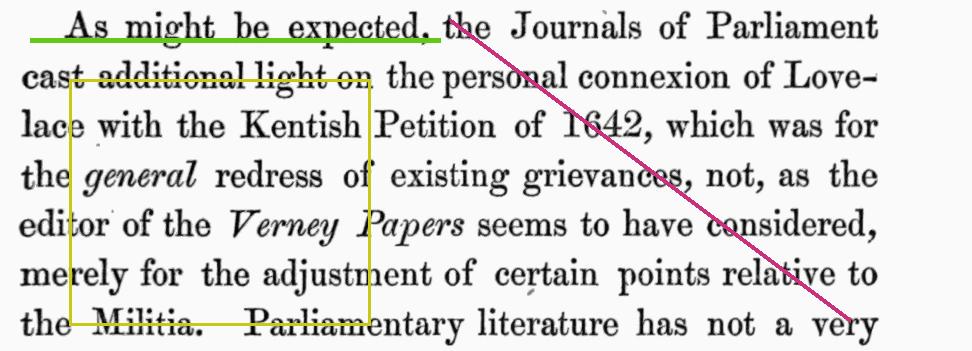 As might be expected, the Journals of Parliament
cast additional light on the personal connexion of Love-
lace with the Kentish Petition of 1642, which was for
the general redress of existing grievances, not, as the
editor of the Verney Papers seems to have considered,
merely for the adjustment of certain points relative to
the Militia. Parliamentary literature has not a very